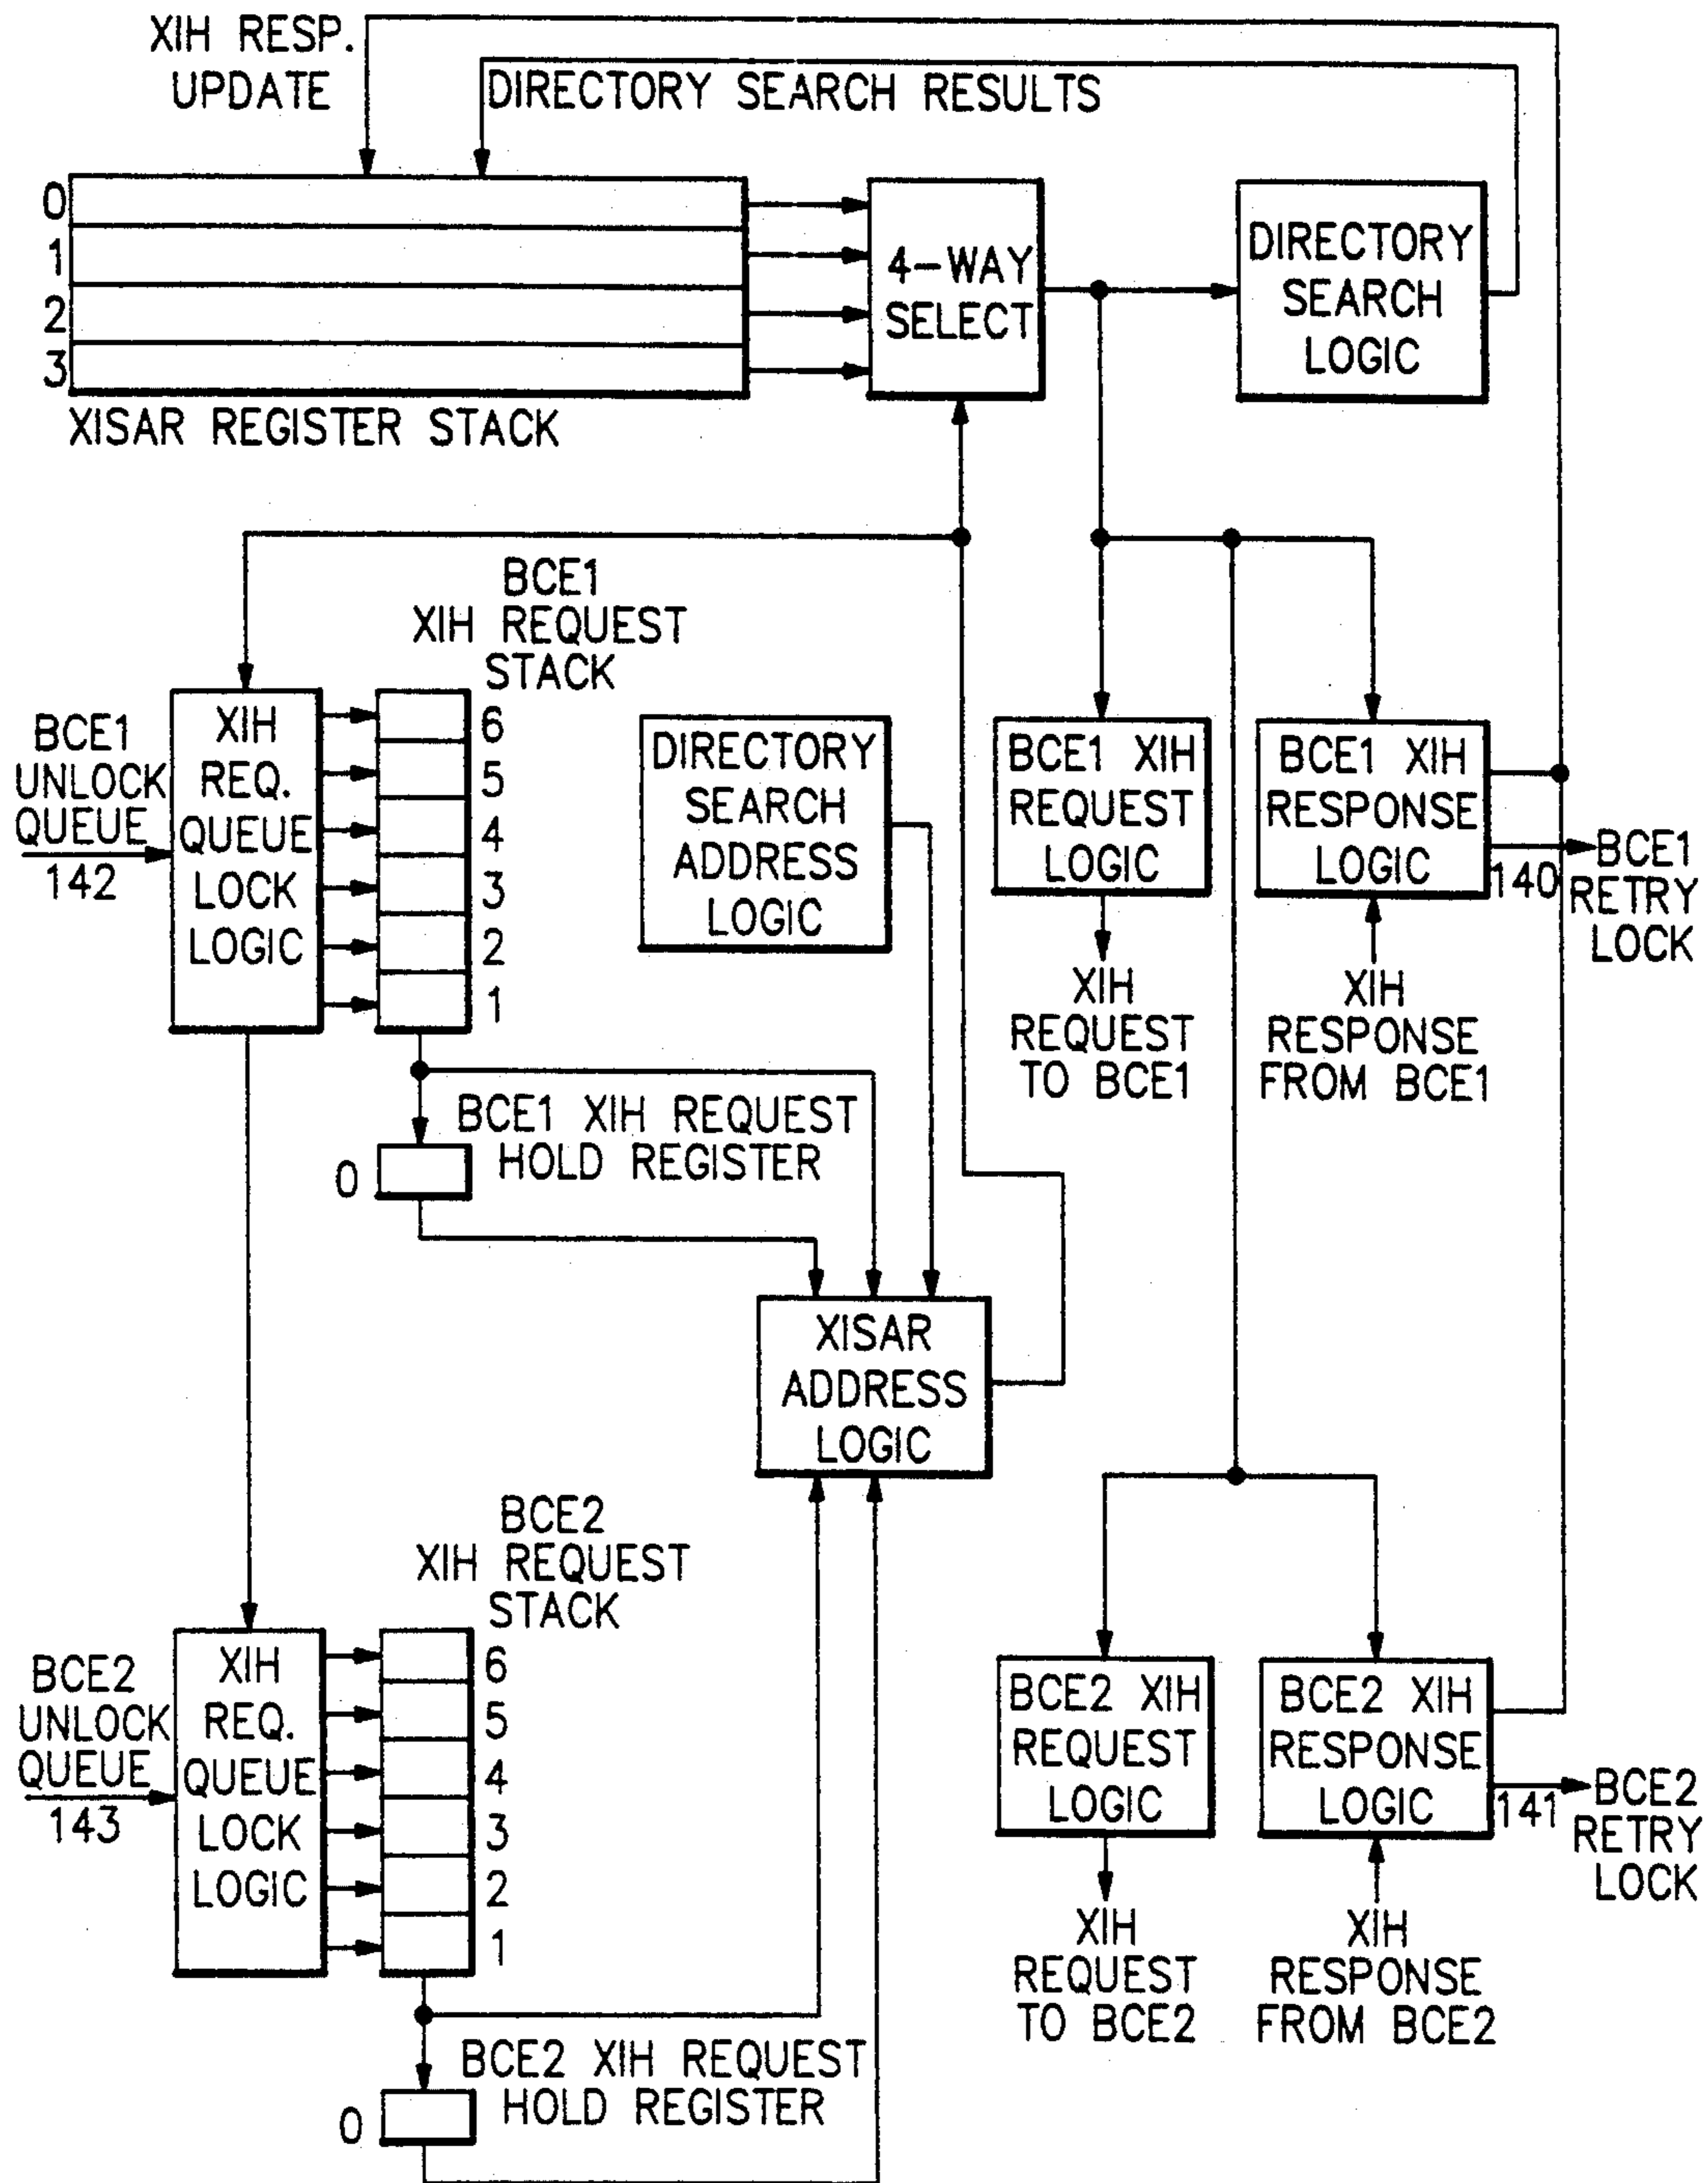 XIH RESP.
UPDATE
DIRECTORY SEARCH RESULTS
0
1
2
3
4-WAY
SELECT
DIRECTORY
SEARCH
LOGIC
XISAR REGISTER STACK
BCE1
XIH REQUEST
STACK
BCE1
UNLOCK
QUEUE
142
XIH
REQ.
QUEUE
LOCK
LOGIC
6
5
4
3
2
1
DIRECTORY
SEARCH
ADDRESS
LOGIC
BCE1 XIH
REQUEST
LOGIC
BCE1 XIH
RESPONSE
LOGIC
140
BCE1
RETRY
LOCK
XIH
REQUEST
TO BCE1
XIH
RESPONSE
FROM BCE1
BCE1 XIH REQUEST
HOLD REGISTER
0
XISAR
ADDRESS
LOGIC
BCE2
XIH REQUEST
STACK
BCE2
UNLOCK
QUEUE
143
XIH
REQ.
QUEUE
LOCK
LOGIC
6
5
4
3
2
1
BCE2 XIH
REQUEST
LOGIC
BCE2 XIH
RESPONSE
LOGIC
141
BCE2
RETRY
LOCK
XIH
REQUEST
TO BCE2
XIH
RESPONSE
FROM BCE2
BCE2 XIH REQUEST
HOLD REGISTER
0